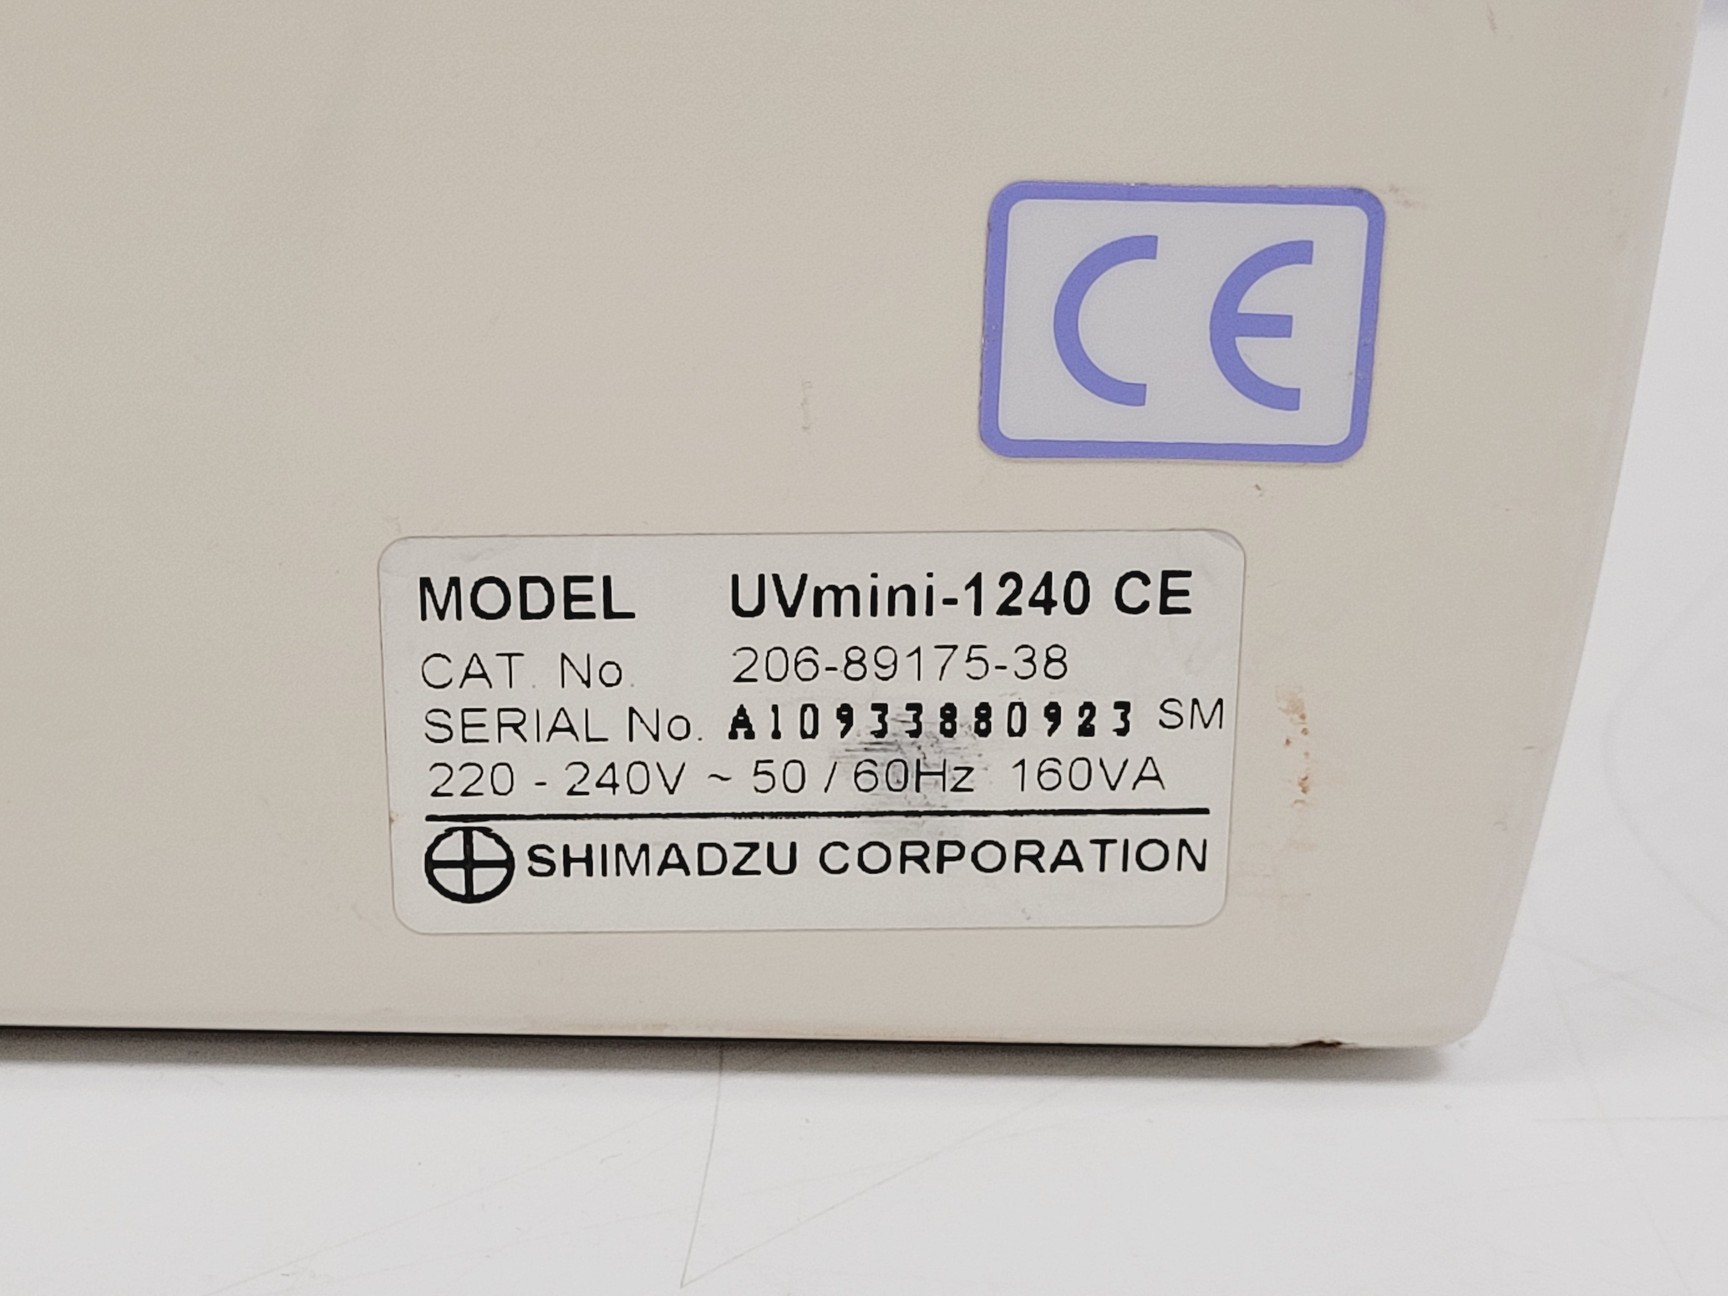 CE
MODEL UVmini-1240 CE
CAT. No. 206-89175-38
SERIAL No. A10933880923 SM
220 - 240V ~ 50 / 60Hz 160VA
SHIMADZU CORPORATION